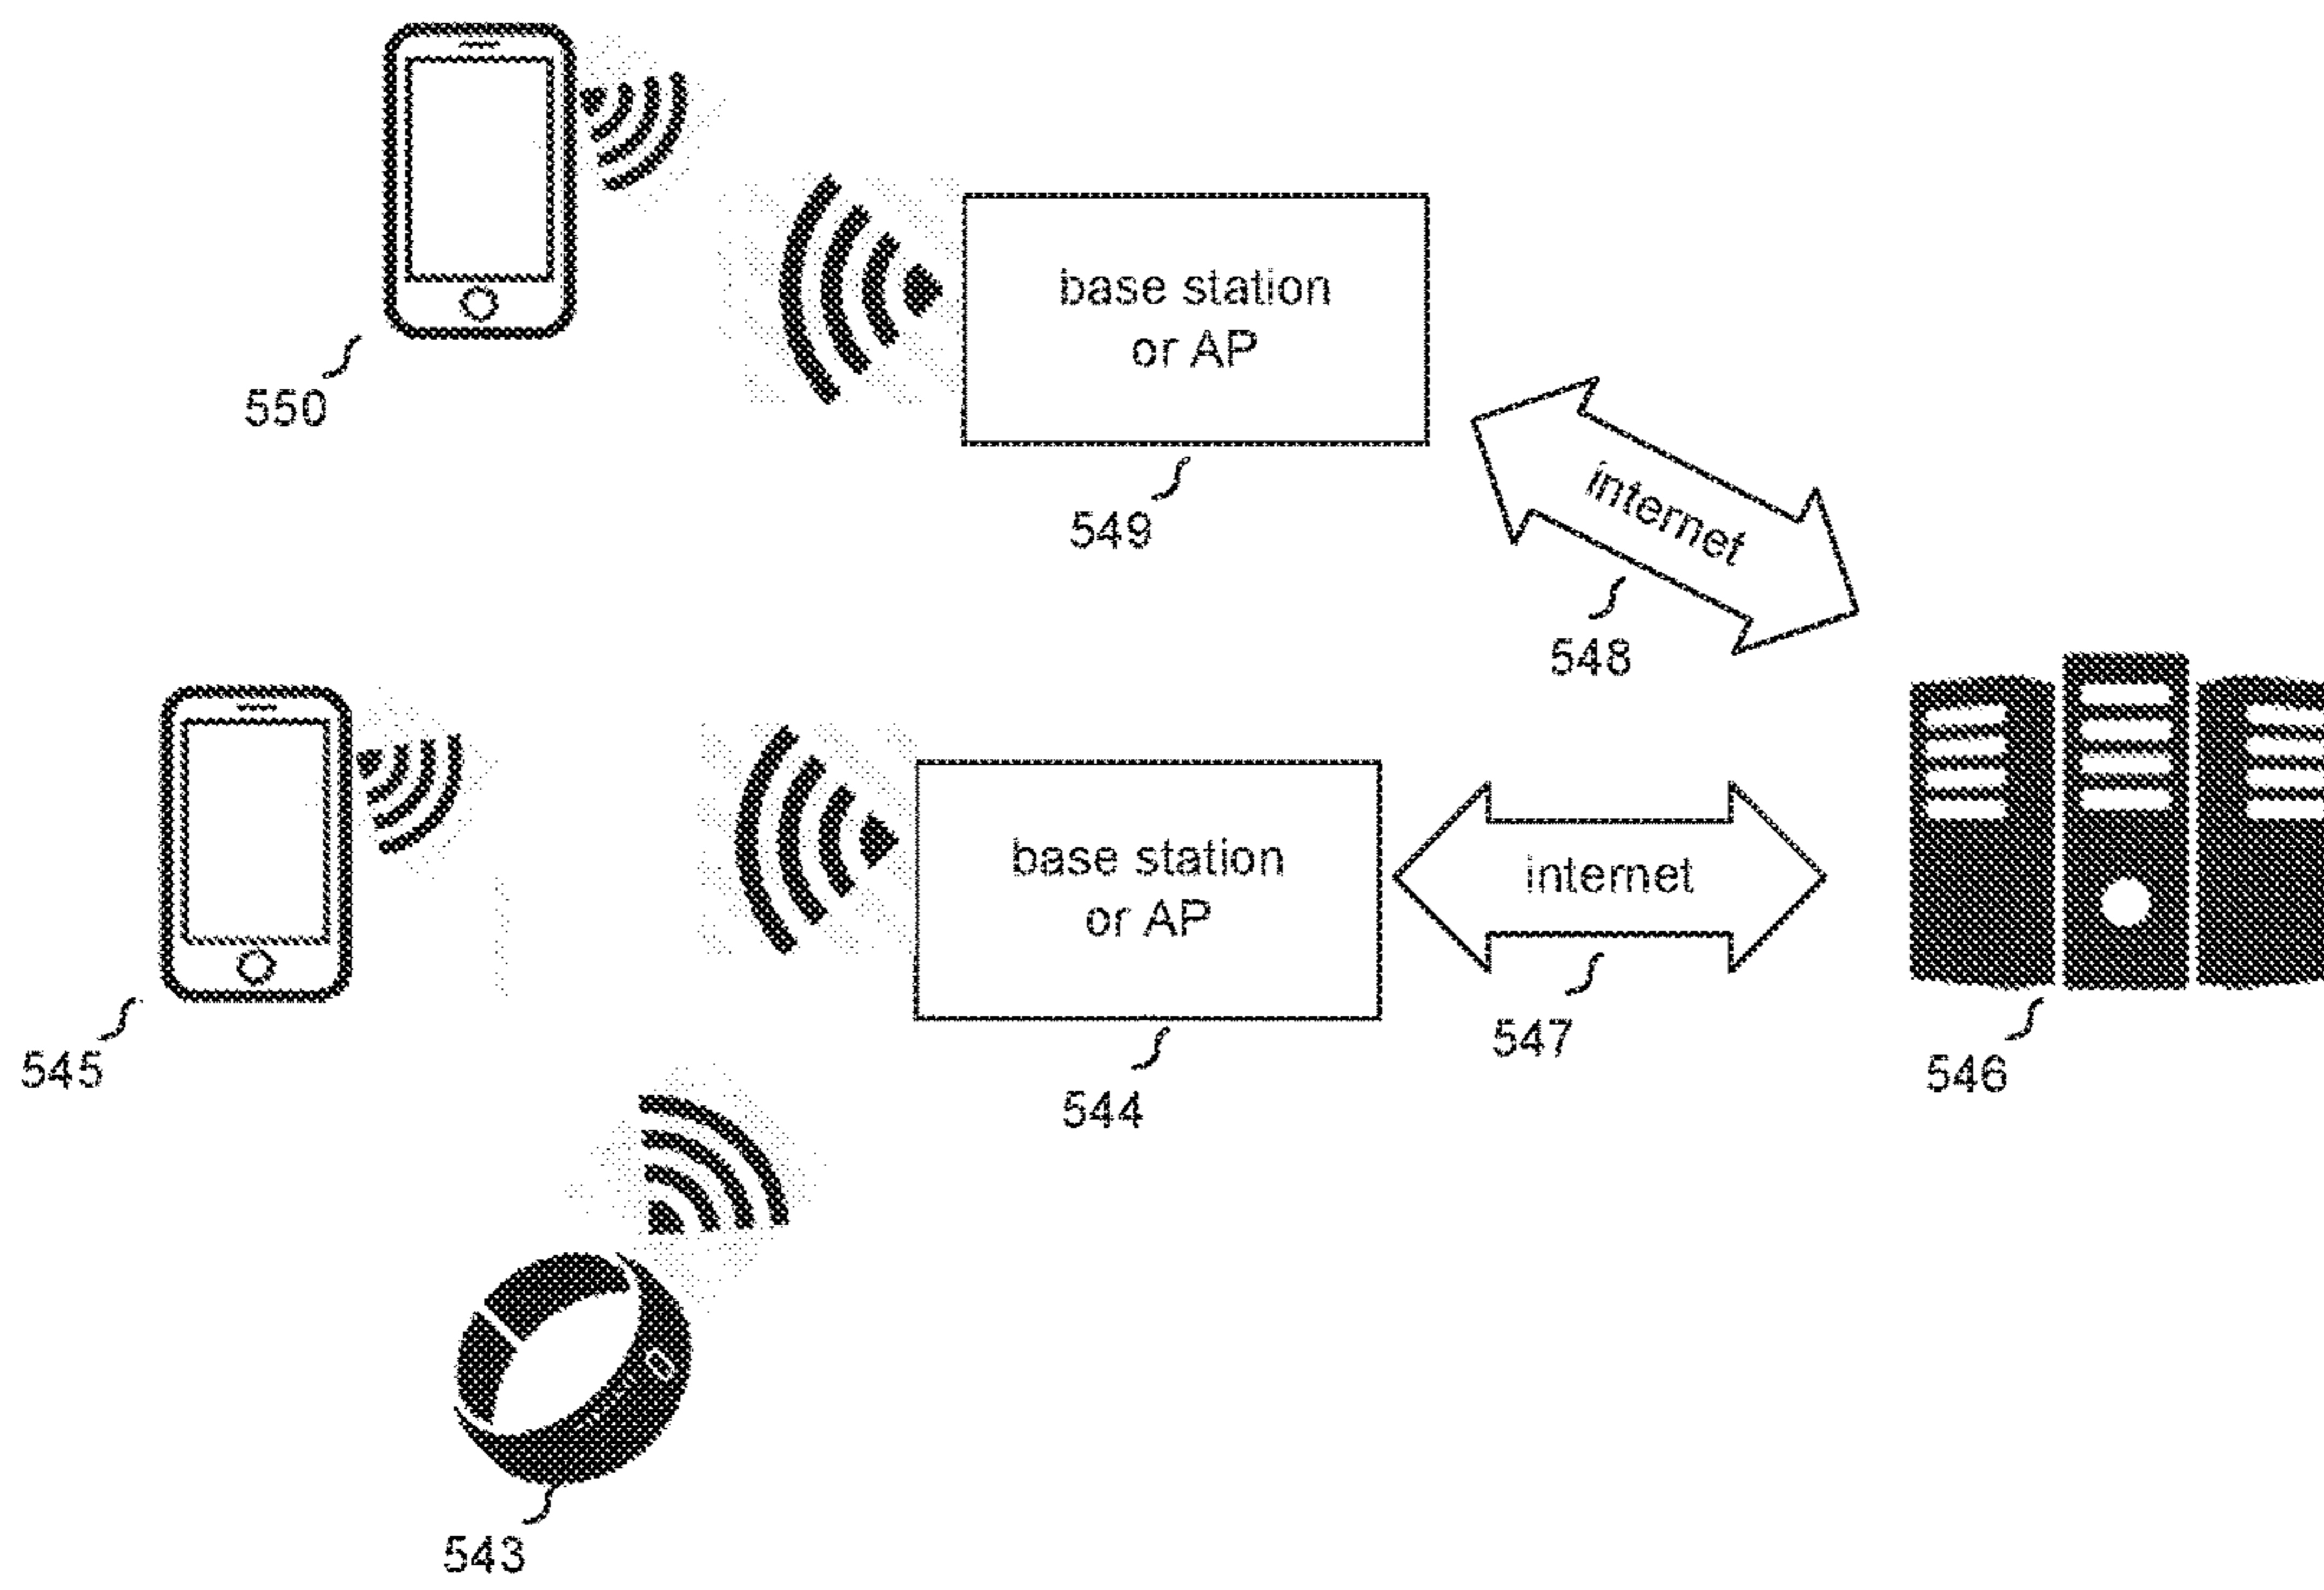 base station
or AP
550
549
internet
548
base station
or AP
internet
545
544
547
546
543